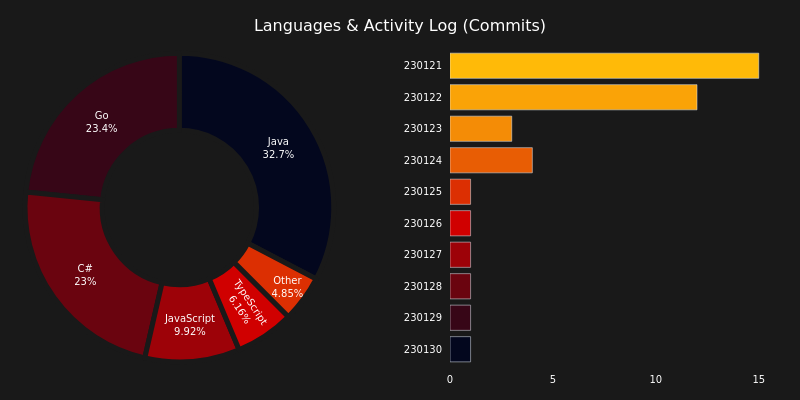 Languages & Activity Log (Commits)
Go
23.4%
Java
32.7%
C#
23%
JavaScript
9.92%
TypeScript
6.16%
Other
4.85%
230121
230122
230123
230124
230125
230126
230127
230128
230129
230130
0
5
10
15